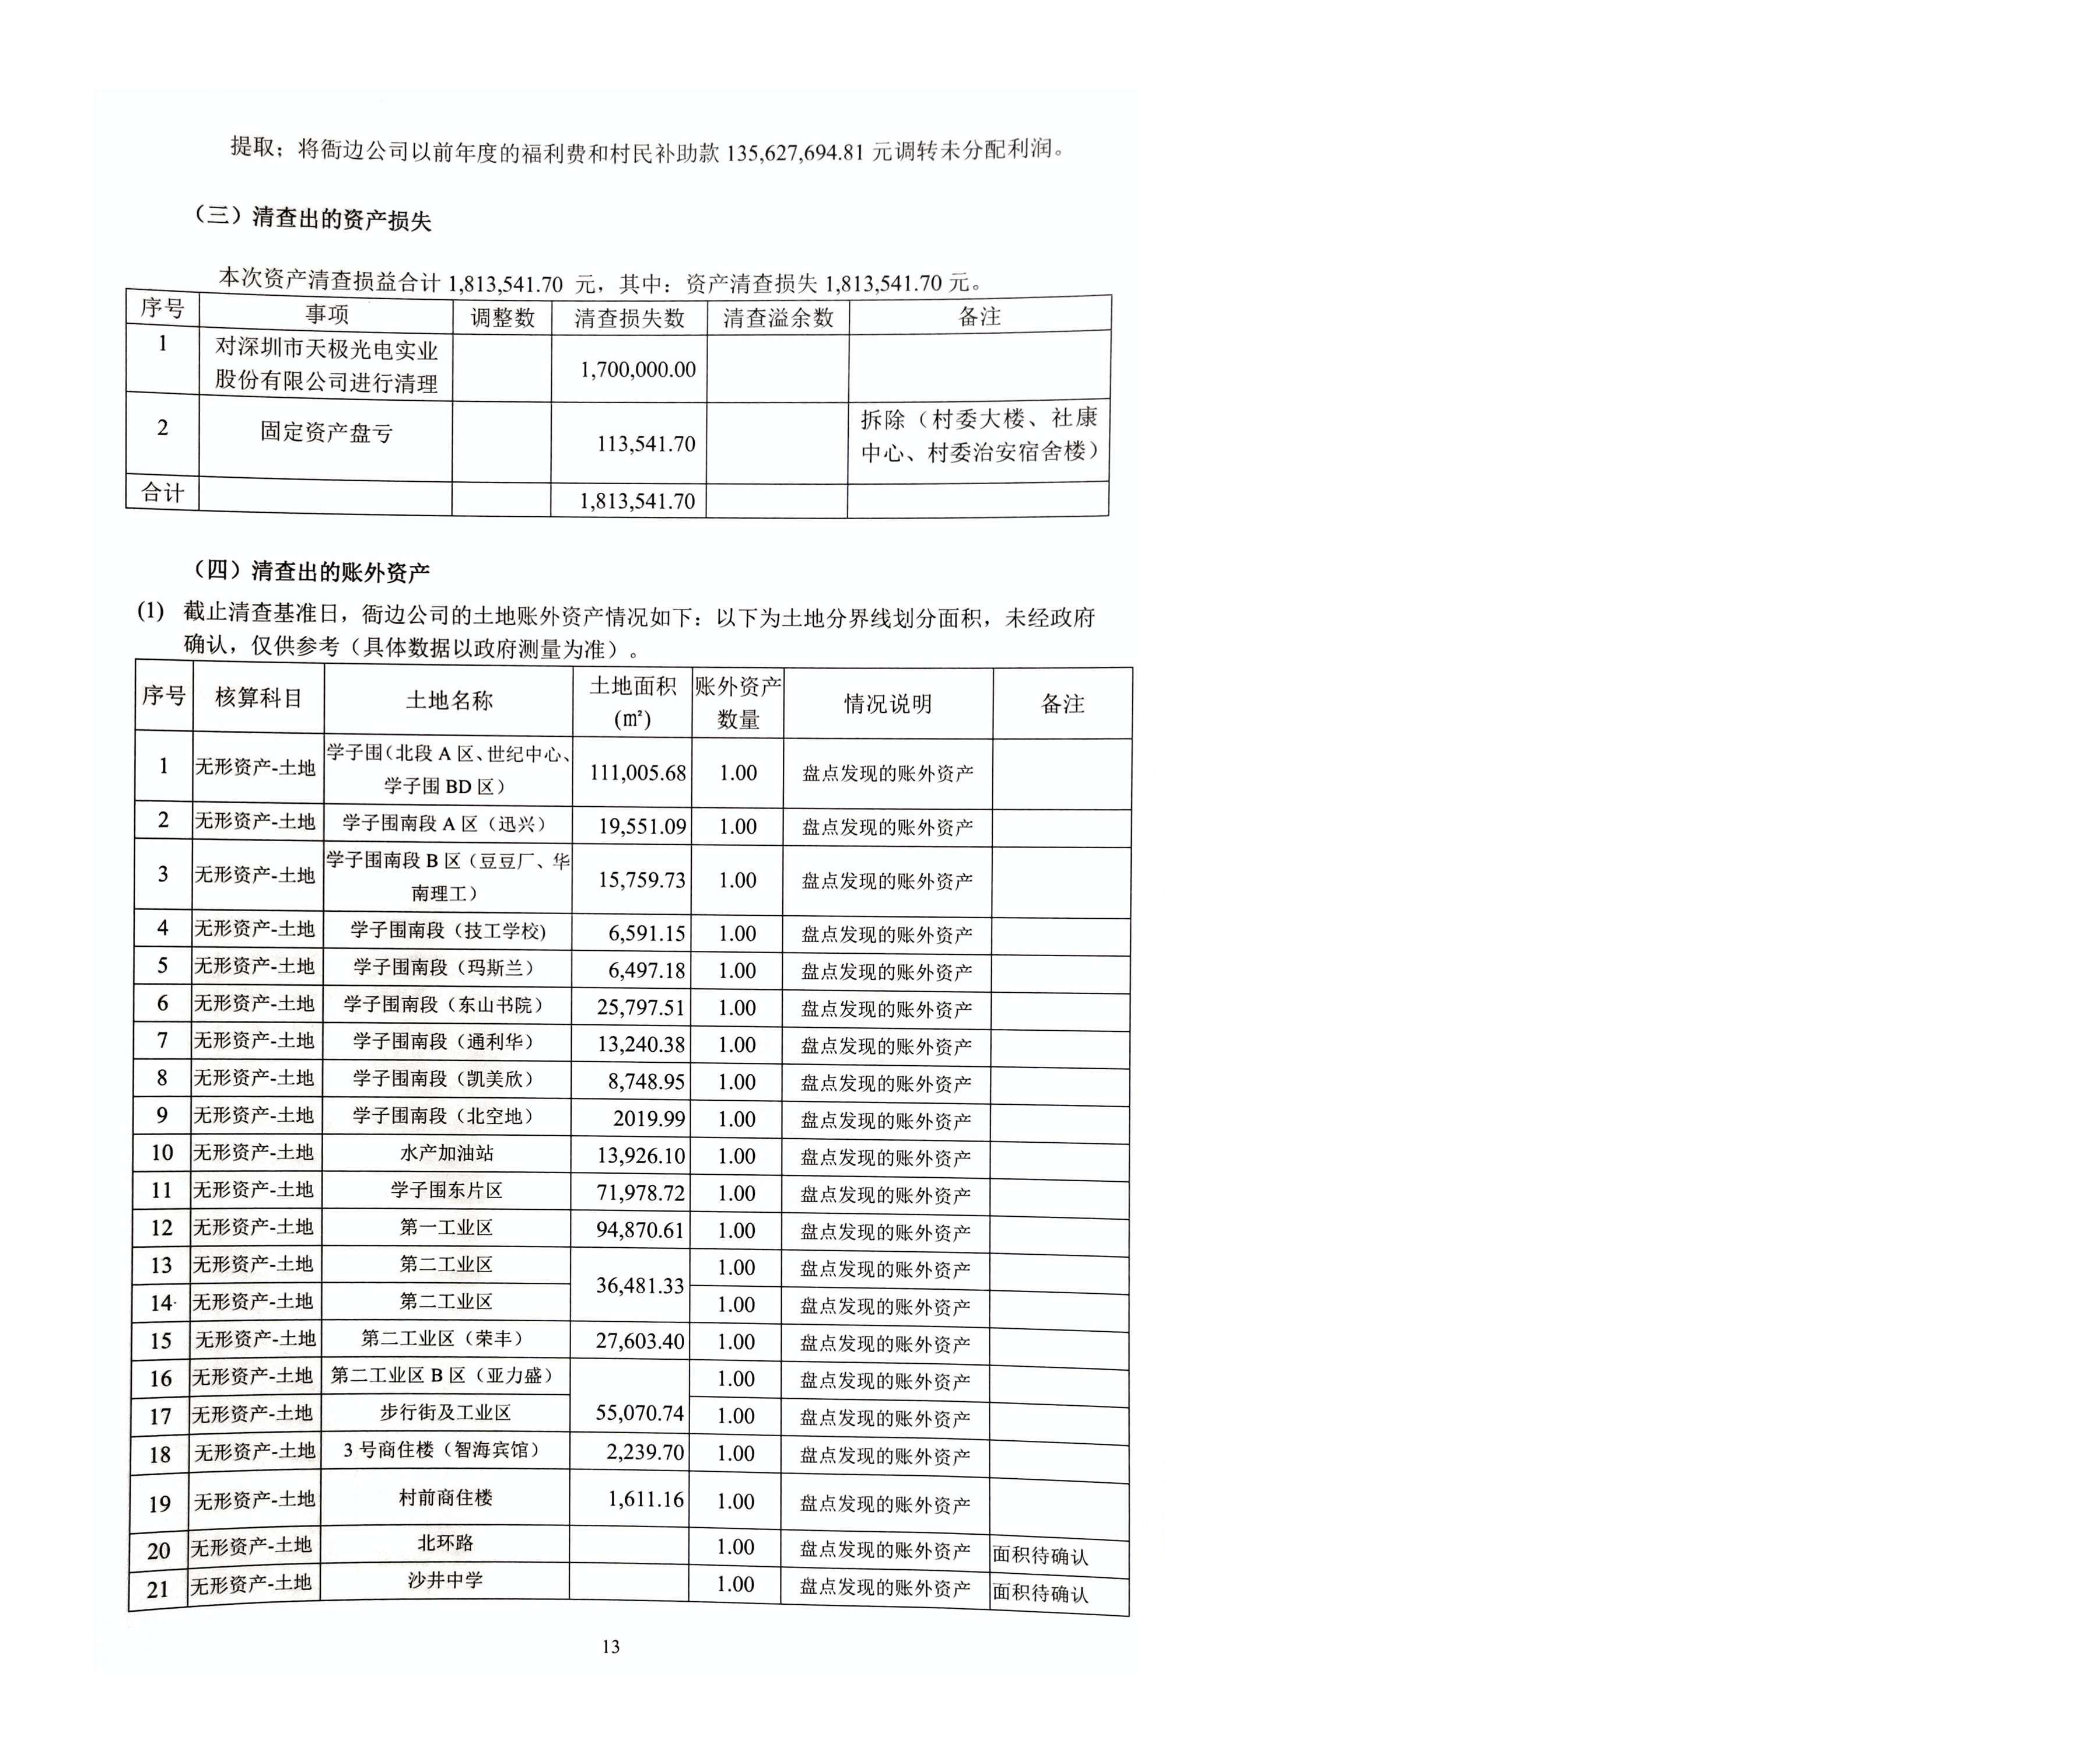 提取；将衙边公司以前年度的福利费和村民补助款 135,627,694.81 元调转未分配利润。
（三）清查出的资产损失
本次资产清查损益合计 1,813,541.70 元，其中：资产清查损失 1,813,541.70 元。
序号 事项 调整数 清查损失数 清查溢余数 备注
1 对深圳市天极光电实业
股份有限公司进行清理 1,700,000.00
2 固定资产盘亏 113,541.70 拆除（村委大楼、社康
中心、村委治安宿舍楼）
合计 1,813,541.70
（四）清查出的账外资产
(1) 截止清查基准日，衙边公司的土地账外资产情况如下：以下为土地分界线划分面积，未经政府
确认，仅供参考（具体数据以政府测量为准）。
序号 核算科目 土地名称 土地面积
(㎡) 账外资产
数量 情况说明 备注
1 无形资产-土地 学子围（北段 A 区、世纪中心、
学子围 BD 区） 111,005.68 1.00 盘点发现的账外资产
2 无形资产-土地 学子围南段 A 区（迅兴） 19,551.09 1.00 盘点发现的账外资产
3 无形资产-土地 学子围南段 B 区（豆豆厂、华
南理工） 15,759.73 1.00 盘点发现的账外资产
4 无形资产-土地 学子围南段（技工学校) 6,591.15 1.00 盘点发现的账外资产
5 无形资产-土地 学子围南段（玛斯兰） 6,497.18 1.00 盘点发现的账外资产
6 无形资产-土地 学子围南段（东山书院） 25,797.51 1.00 盘点发现的账外资产
7 无形资产-土地 学子围南段（通利华） 13,240.38 1.00 盘点发现的账外资产
8 无形资产-土地 学子围南段（凯美欣） 8,748.95 1.00 盘点发现的账外资产
9 无形资产-土地 学子围南段（北空地） 2019.99 1.00 盘点发现的账外资产
10 无形资产-土地 水产加油站 13,926.10 1.00 盘点发现的账外资产
11 无形资产-土地 学子围东片区 71,978.72 1.00 盘点发现的账外资产
12 无形资产-土地 第一工业区 94,870.61 1.00 盘点发现的账外资产
13 无形资产-土地 第二工业区 36,481.33 1.00 盘点发现的账外资产
14 无形资产-土地 第二工业区 1.00 盘点发现的账外资产
15 无形资产-土地 第二工业区（荣丰） 27,603.40 1.00 盘点发现的账外资产
16 无形资产-土地 第二工业区 B 区（亚力盛） 1.00 盘点发现的账外资产
17 无形资产-土地 步行街及工业区 55,070.74 1.00 盘点发现的账外资产
18 无形资产-土地 3 号商住楼（智海宾馆） 2,239.70 1.00 盘点发现的账外资产
19 无形资产-土地 村前商住楼 1,611.16 1.00 盘点发现的账外资产
20 无形资产-土地 北环路 1.00 盘点发现的账外资产 面积待确认
21 无形资产-土地 沙井中学 1.00 盘点发现的账外资产 面积待确认
13